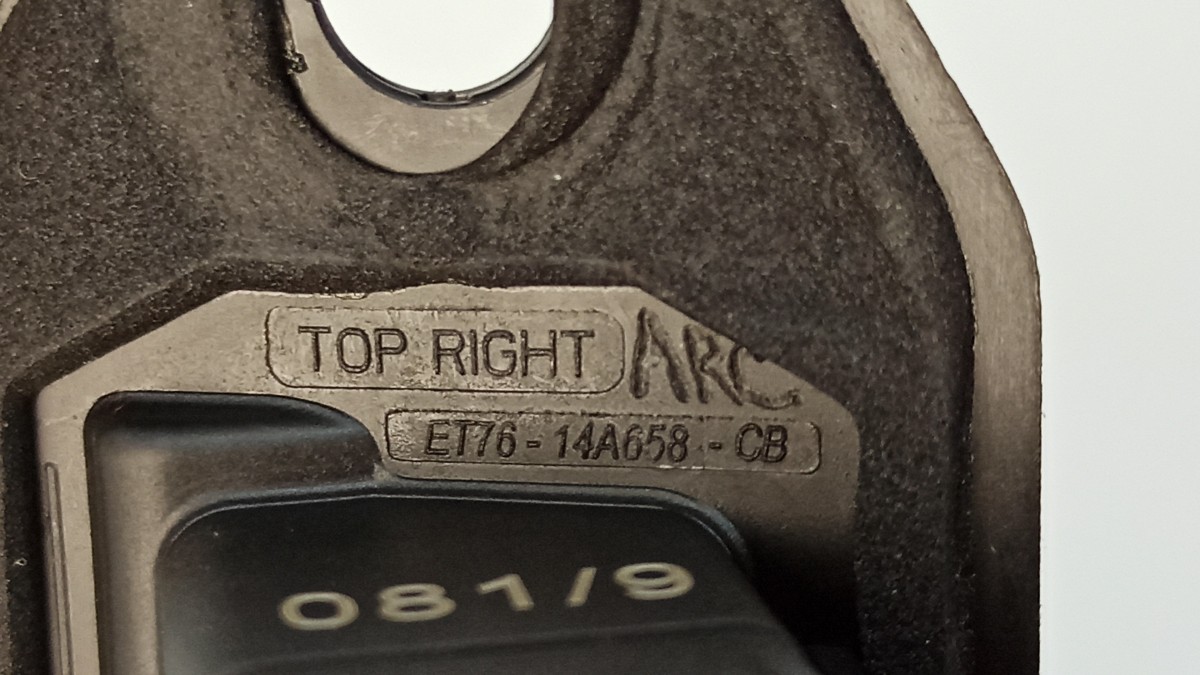 TOP RIGHT ARC
ET76-14A658-CB
081/9